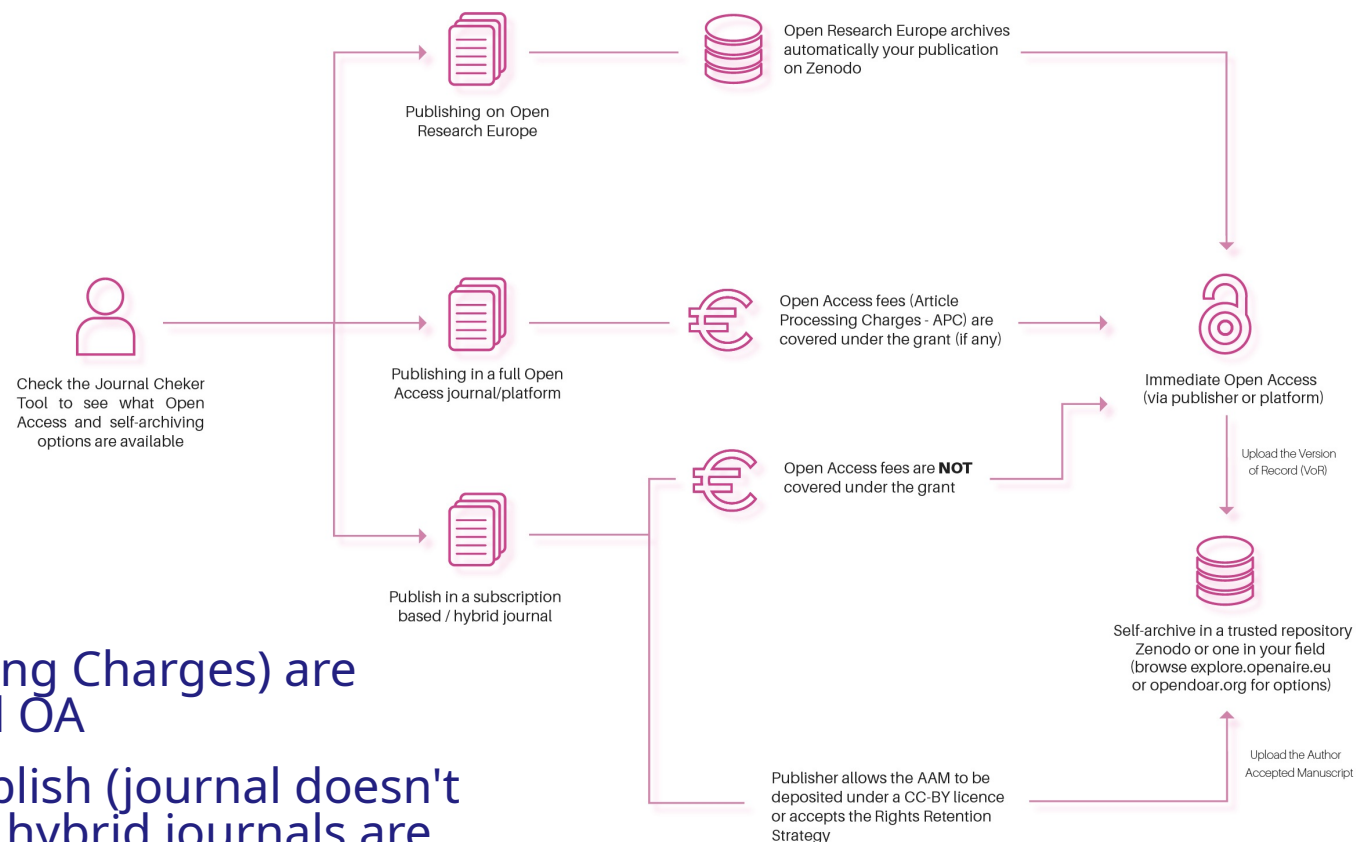 Open Research Europe archives
automatically your publication
on Zenodo
Publishing on Open
Research Europe
Check the Journal Cheker
Tool to see what Open
Access and self-archiving
options are available
Publishing in a full Open
Access journal/platform
Open Access fees (Article
Processing Charges - APC) are
covered under the grant (if any)
Immediate Open Access
(via publisher or platform)
Upload the Version
of Record (VoR)
Open Access fees are NOT
covered under the grant
Publish in a subscription
based / hybrid journal
Self-archive in a trusted repository
Zenodo or one in your field
(browse explore.openaire.eu
or opendoar.org for options)
Upload the Author
Accepted Manuscript
Publisher allows the AAM to be
deposited under a CC-BY licence
or accepts the Rights Retention
Strategy
ng Charges) are
OA
lish (journal doesn't
hybrid journals are